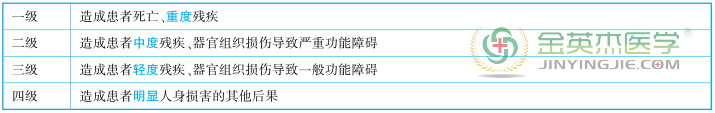 一级 造成患者死亡、重度残疾
二级 造成患者中度残疾、器官组织损伤导致严重功能障碍
三级 造成患者轻度残疾、器官组织损伤导致一般功能障碍
四级 造成患者明显人身损害的其他后果
金英杰医学®
JINYINGJIE.COM